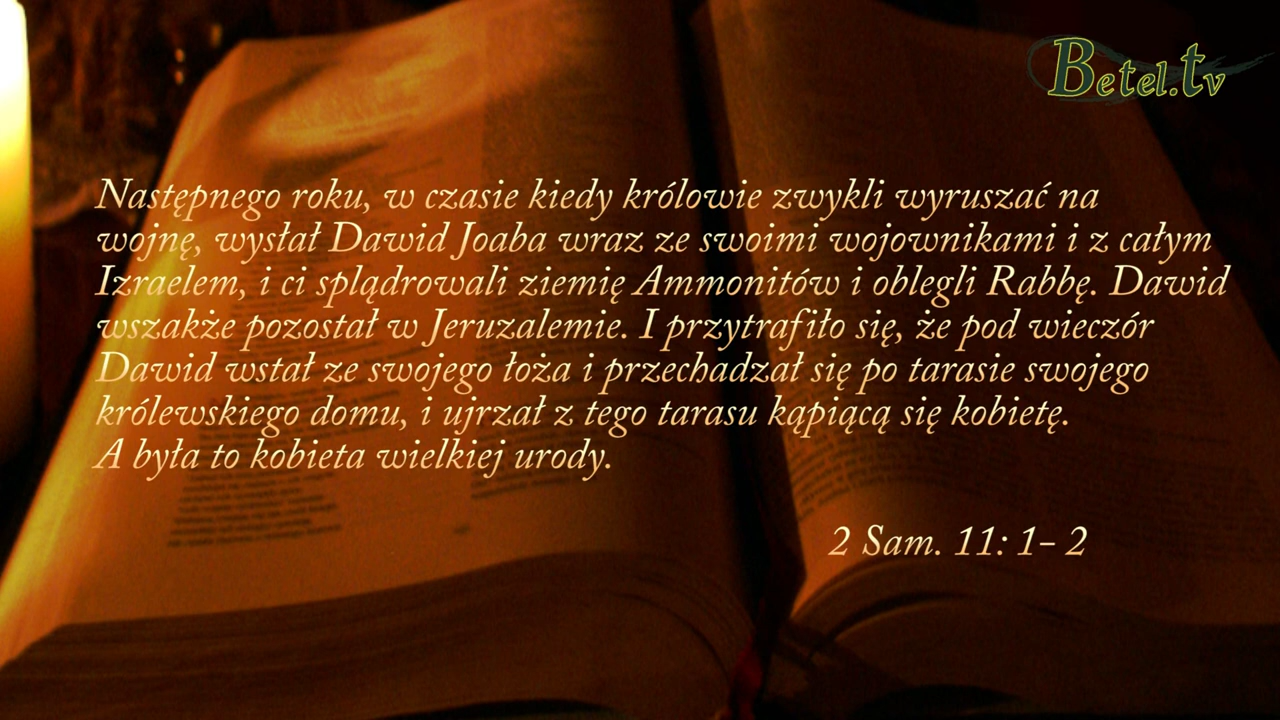 Betel.tv
Następnego roku, w czasie kiedy królowie zwykli wyruszać na
wojnę, wysłał Dawid Joaba wraz ze swoimi wojownikami i z całym
Izraelem, i ci splądrowali ziemię Ammonitów i oblegli Rabbę. Dawid
wszakże pozostał w Jeruzalemie. I przytrafiło się, że pod wieczór
Dawid wstał ze swojego łoża i przechadzał się po tarasie swojego
królewskiego domu, i ujrzał z tego tarasu kąpiącą się kobietę.
A była to kobieta wielkiej urody.
2 Sam. 11: 1- 2